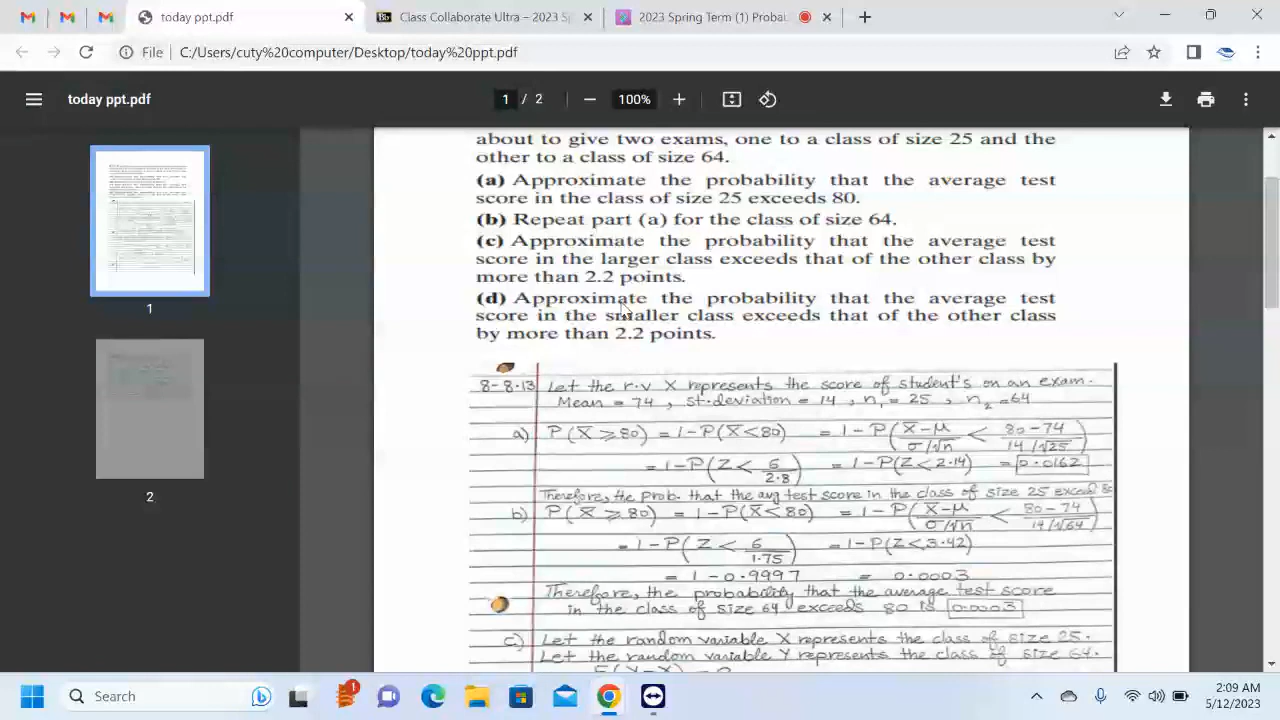 today ppt.pdf
Class Collaborate Ultra – 2023 Sp
2023 Spring Term (1) Probab
File
C:/Users/cuty%20computer/Desktop/today%20ppt.pdf
today ppt.pdf
1 / 2
100%
about to give two exams, one to a class of size 25 and the
other to a class of size 64.
(a) Approximate the probability that the average test
score in the class of size 25 exceeds 80.
(b) Repeat part (a) for the class of size 64.
(c) Approximate the probability that the average test
score in the larger class exceeds that of the other class by
more than 2.2 points.
(d) Approximate the probability that the average test
score in the smaller class exceeds that of the other class
by more than 2.2 points.
1
2
8-8.13 Let the r.v X represents the score of student's on an exam.
Mean = 74 , st.deviation = 14 , n₁ = 25 , n₂ = 64
a) P(X̄ ≥ 80) = 1-P(X̄ < 80) = 1-P(X̄-μ / σ/√n < 80-74 / 14/√25)
= 1-P(Z < 6/2.8) = 1-P(Z < 2.14) = 0.0162
Therefore, the prob. that the avg test score in the class of size 25 exceed 80
b) P(X̄ ≥ 80) = 1-P(X̄ < 80) = 1-P(X̄-μ / σ/√n < 80-74 / 14/√64)
= 1-P(Z < 6/1.75) = 1-P(Z < 3.42)
= 1-0.9997 = 0.0003
Therefore, the probability that the average test score
in the class of size 64 exceeds 80 is 0.0003
c) Let the random variable X represents the class of size 25.
Let the random variable Y represents the class of size 64.
Search
2:09 AM
5/12/2023